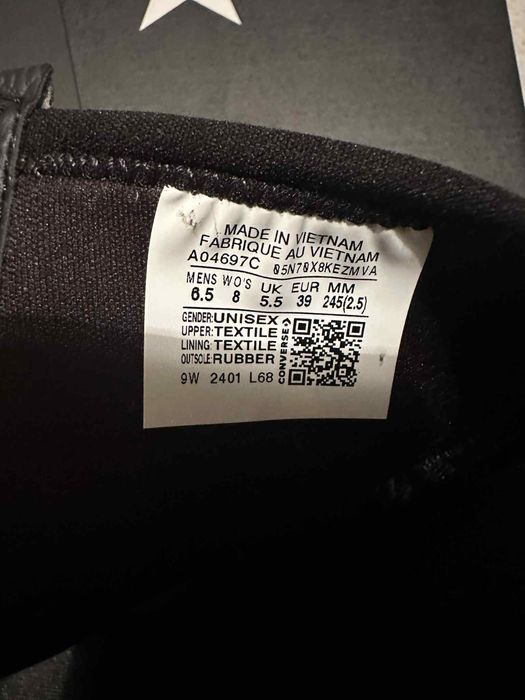 MADE IN VIETNAM
FABRIQUE AU VIETNAM
A04697C 05N70X8KEZMVA
MENS WO'S UK EUR MM
6.5 8 5.5 39 245(2.5)
GENDER:UNISEX
UPPER:TEXTILE
LINING:TEXTILE
OUTSOLE:RUBBER
CONVERSE
9W 2401 L68